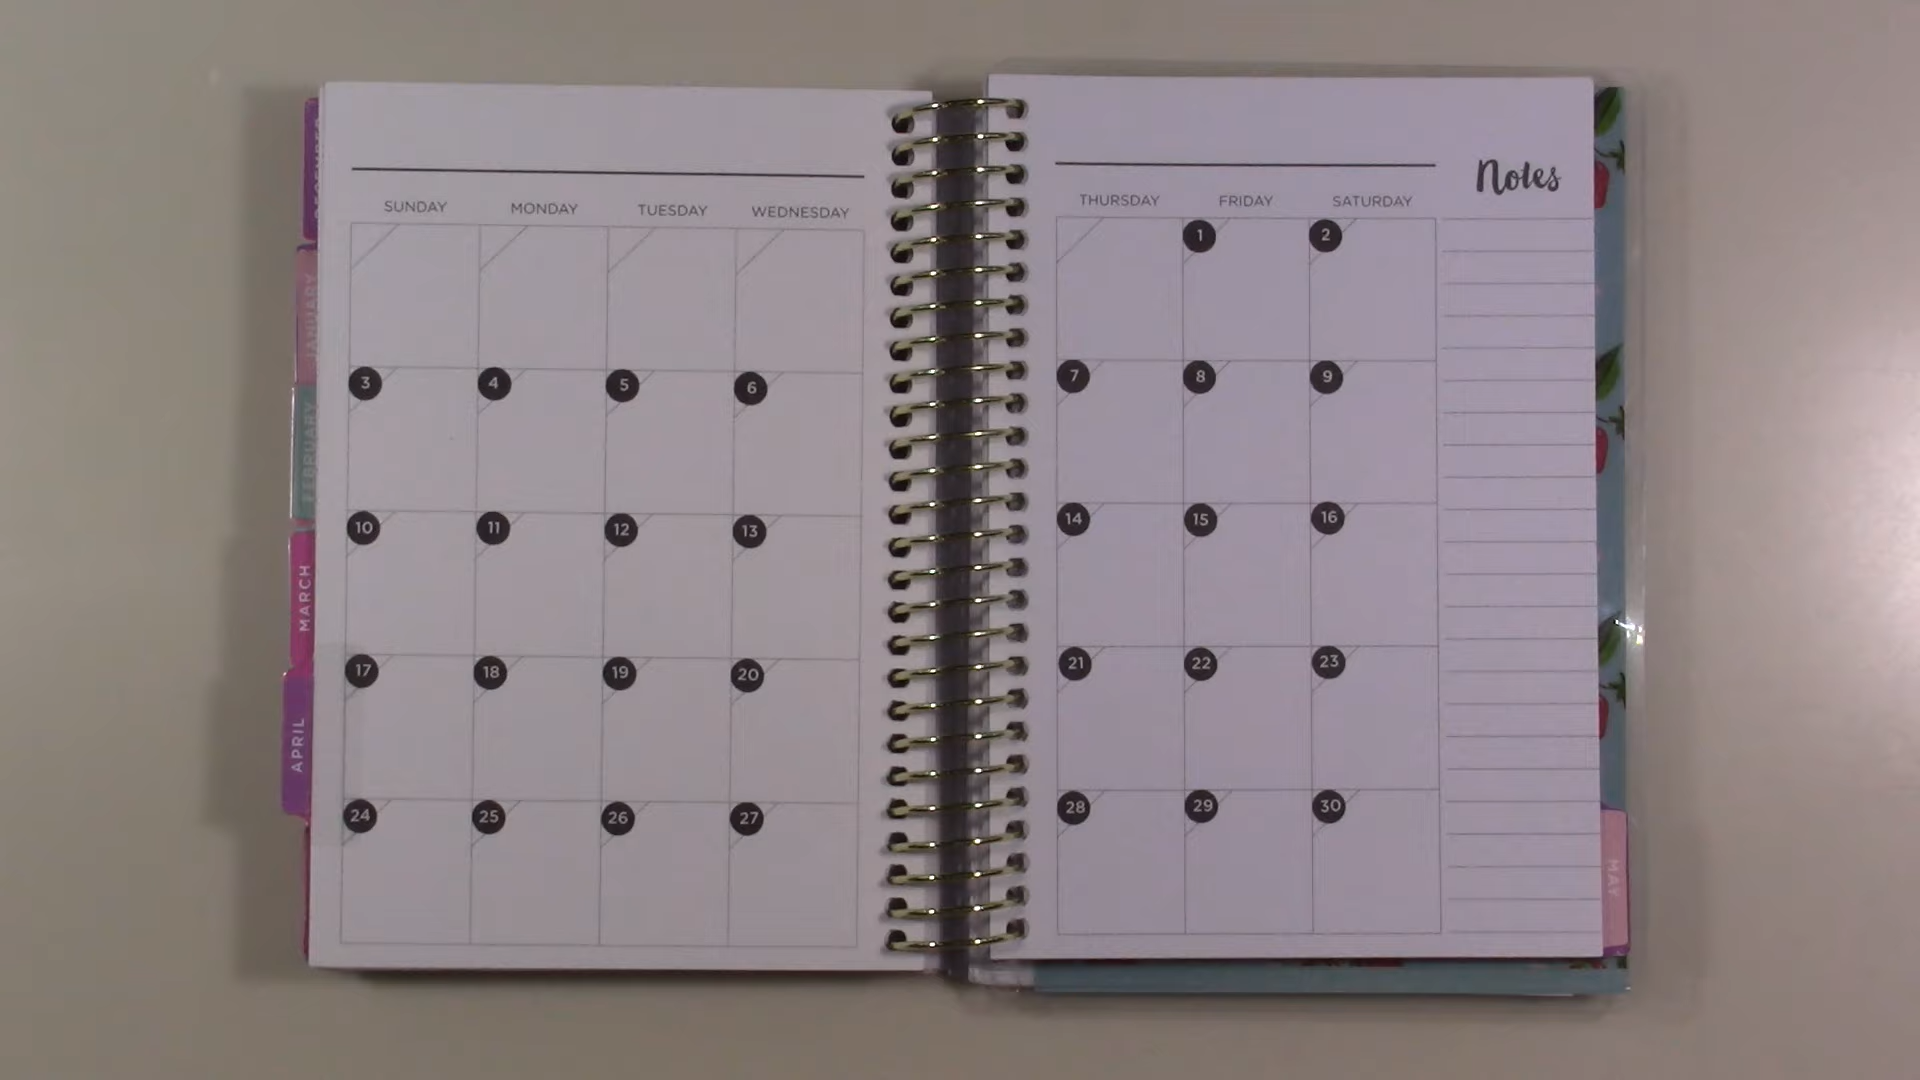 SUNDAY MONDAY TUESDAY WEDNESDAY
3 4 5 6
10 11 12 13
17 18 19 20
24 25 26 27
THURSDAY FRIDAY SATURDAY
Notes
1 2
7 8 9
14 15 16
21 22 23
28 29 30
DECEMBER
JANUARY
FEBRUARY
MARCH
APRIL
MAY